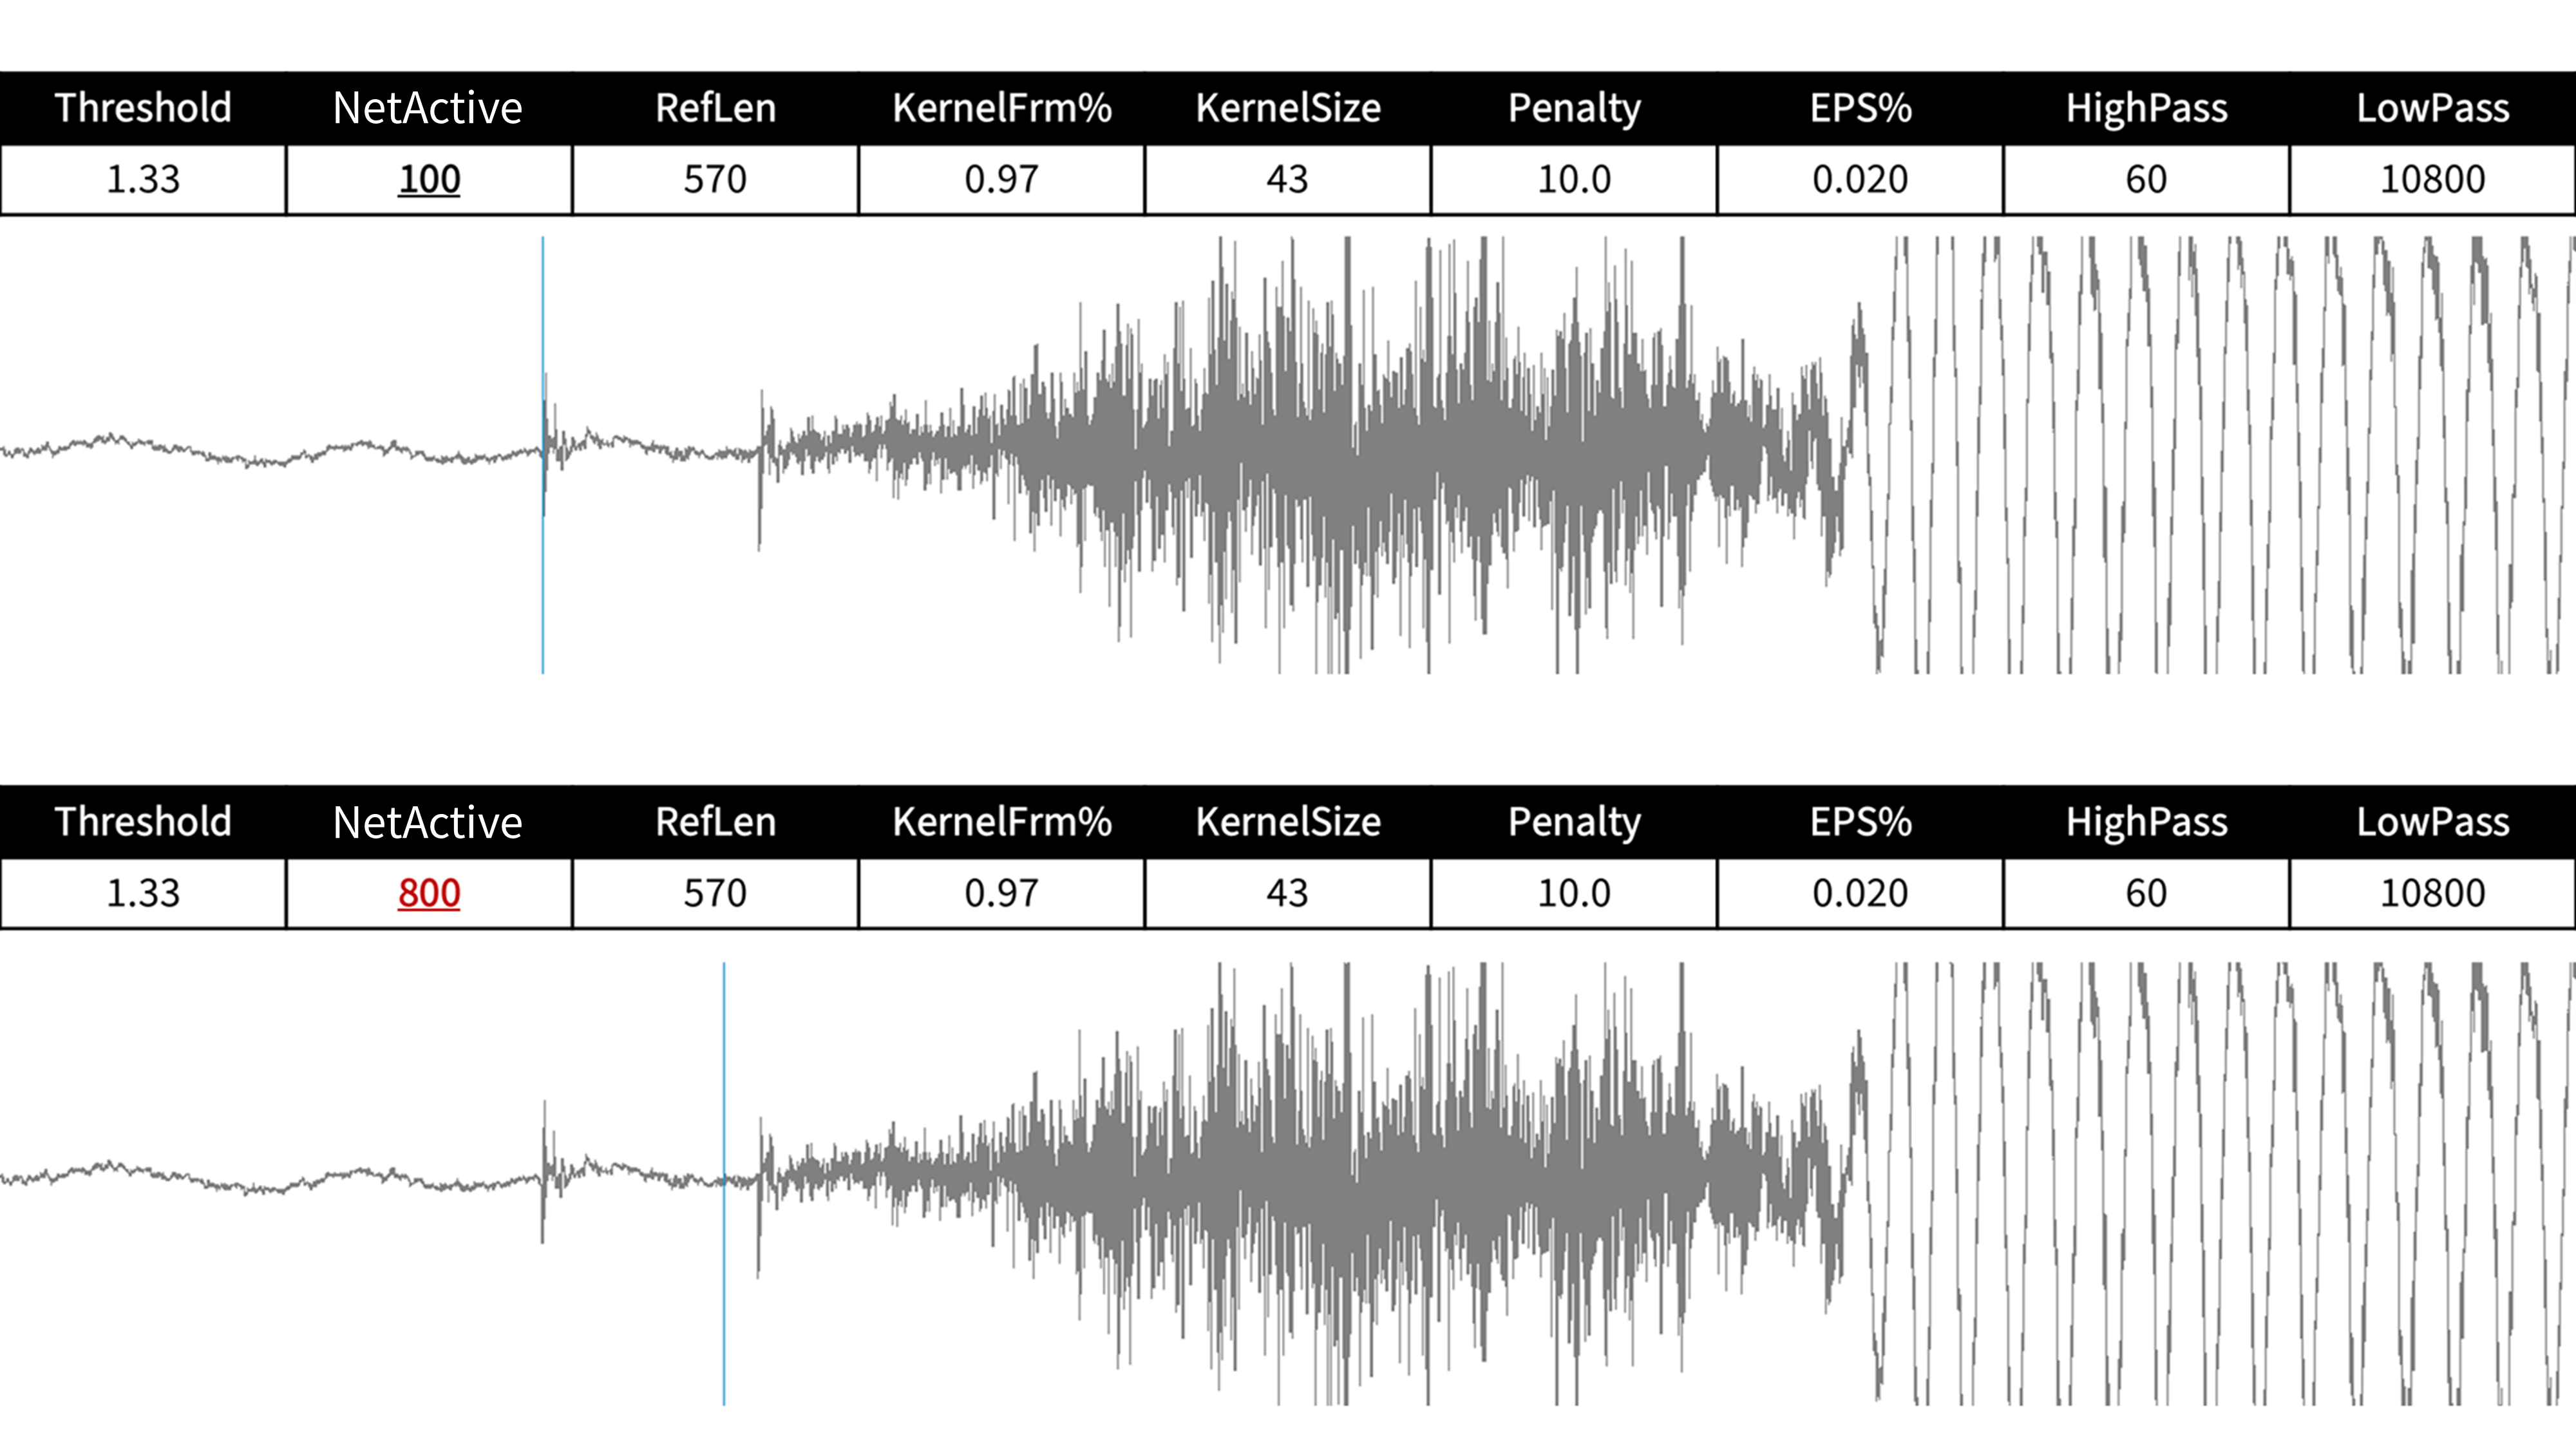 Threshold NetActive RefLen KernelFrm% KernelSize Penalty EPS% HighPass LowPass
1.33 100 570 0.97 43 10.0 0.020 60 10800
Threshold NetActive RefLen KernelFrm% KernelSize Penalty EPS% HighPass LowPass
1.33 800 570 0.97 43 10.0 0.020 60 10800